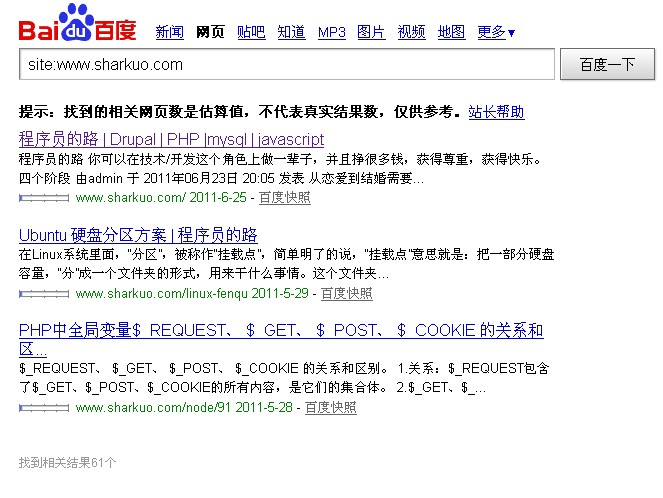 Bai du 百度 新闻 网页 贴吧 知道 MP3 图片 视频 地图 更多▼
site:www.sharkuo.com 百度一下
提示：找到的相关网页数是估算值，不代表真实结果数，仅供参考。站长帮助
程序员的路 | Drupal | PHP |mysql | javascript
程序员的路 你可以在技术/开发这个角色上做一辈子，并且挣很多钱，获得尊重，获得快乐。
四个阶段 由admin 于 2011年06月23日 20:05 发表 从恋爱到结婚需要...
www.sharkuo.com/ 2011-6-25 - 百度快照
Ubuntu 硬盘分区方案 | 程序员的路
在Linux系统里面，"分区"，被称作"挂载点"，简单明了的说，"挂载点"意思就是：把一部分硬盘
容量，"分"成一个文件夹的形式，用来干什么事情。这个文件夹...
www.sharkuo.com/linux-fenqu 2011-5-29 - 百度快照
PHP中全局变量$_REQUEST、 $_GET、 $_POST、 $_COOKIE 的关系和
区...
$_REQUEST、 $_GET、 $_POST、 $_COOKIE 的关系和区别。 1.关系：$_REQUEST包含
了$_GET、$_POST、$_COOKIE的所有内容，是它们的集合体。 2.$_GET、$_...
www.sharkuo.com/node/91 2011-5-28 - 百度快照
找到相关结果61个